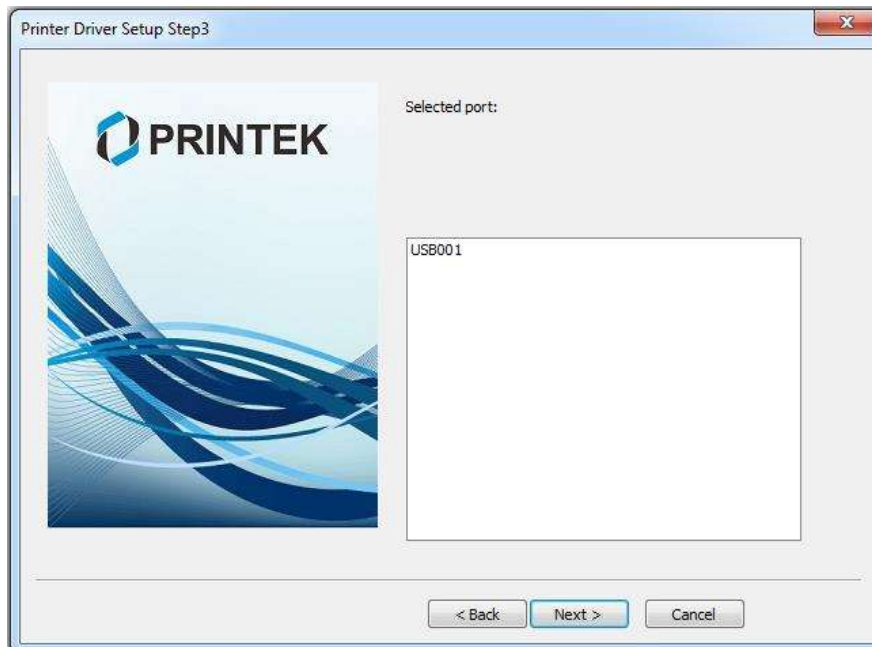 Printer Driver Setup Step3
PRINTEK
Selected port:
USB001
< Back
Next >
Cancel